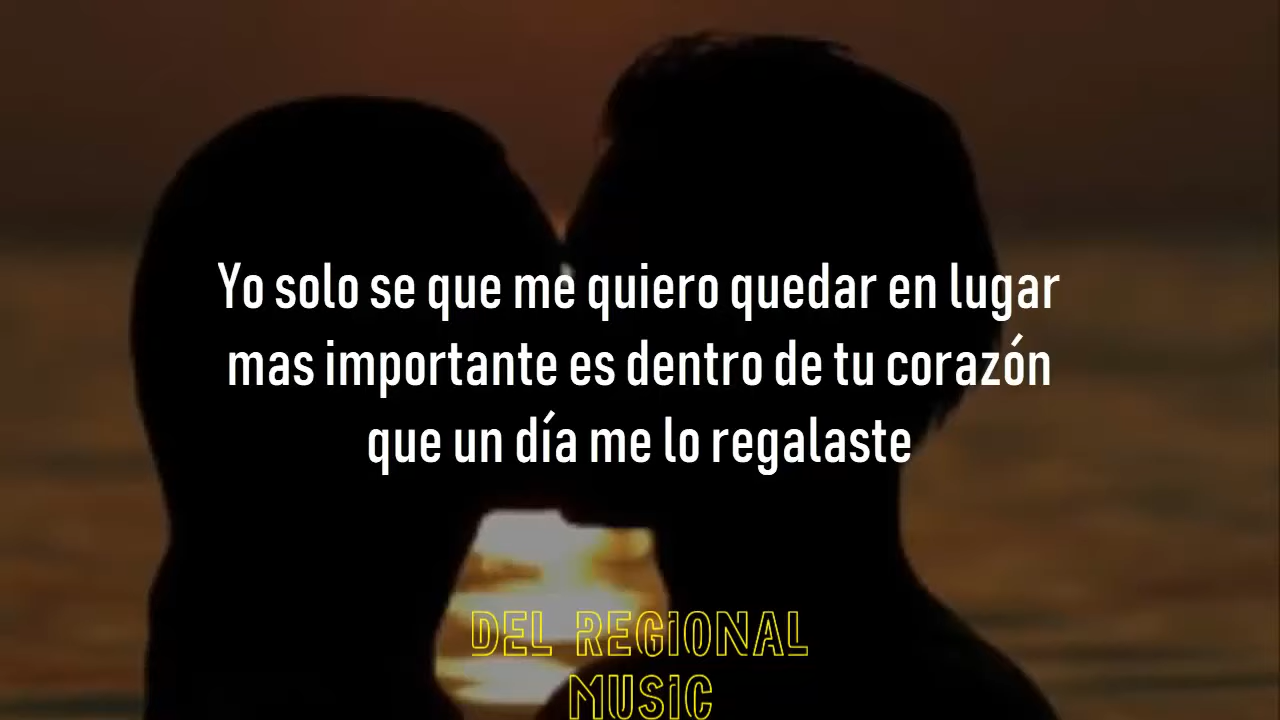 Yo solo se que me quiero quedar en lugar
mas importante es dentro de tu corazón
que un día me lo regalaste
DEL REGiONAL
MUSiC